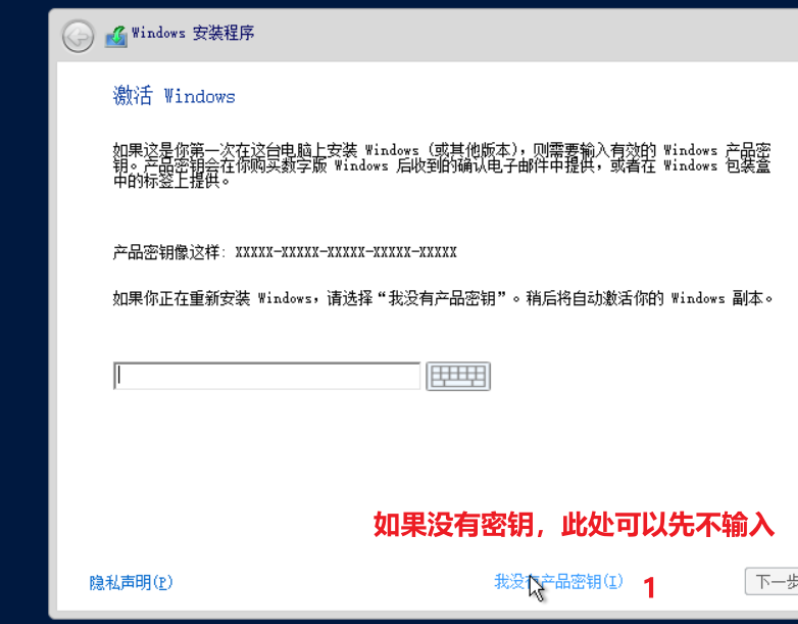 Windows 安装程序
激活 Windows
如果这是你第一次在这台电脑上安装 Windows (或其他版本)，则需要输入有效的 Windows 产品密
钥。产品密钥会在你购买数字版 Windows 后收到的确认电子邮件中提供，或者在 Windows 包装盒
中的标签上提供。
产品密钥像这样: XXXXX-XXXXX-XXXXX-XXXXX-XXXXX
如果你正在重新安装 Windows，请选择“我没有产品密钥”。稍后将自动激活你的 Windows 副本。
如果没有密钥，此处可以先不输入
隐私声明(P) 我没有产品密钥(I) 1 下一步